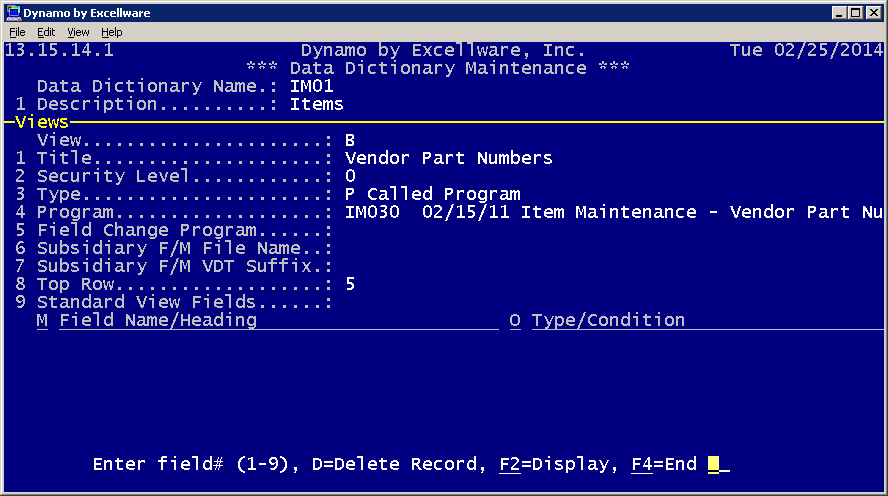 Dynamo by Excellware
File Edit View Help
13.15.14.1 Dynamo by Excellware, Inc. Tue 02/25/2014
*** Data Dictionary Maintenance ***
Data Dictionary Name.: IM01
1 Description..........: Items
Views
View......................: B
1 Title.....................: Vendor Part Numbers
2 Security Level............: 0
3 Type......................: P Called Program
4 Program...................: IM030 02/15/11 Item Maintenance - Vendor Part Nu
5 Field Change Program......:
6 Subsidiary F/M File Name..:
7 Subsidiary F/M VDT Suffix.:
8 Top Row...................: 5
9 Standard View Fields......:
M Field Name/Heading O Type/Condition
Enter field# (1-9), D=Delete Record, F2=Display, F4=End _